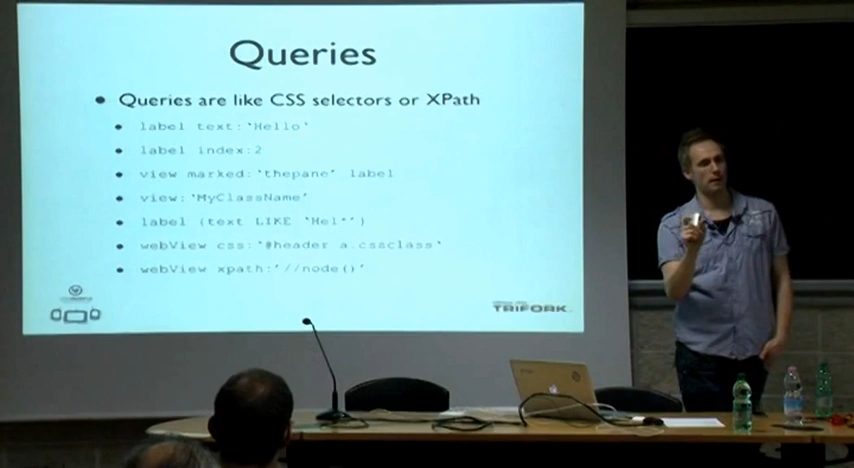 Queries
• Queries are like CSS selectors or XPath
• label text:'Hello'
• label index:2
• view marked:'thepane' label
• view:'MyClassName'
• label (text LIKE 'Hel*')
• webView css:'#header a.cssclass'
• webView xpath:'//node()'
TRIFORK.